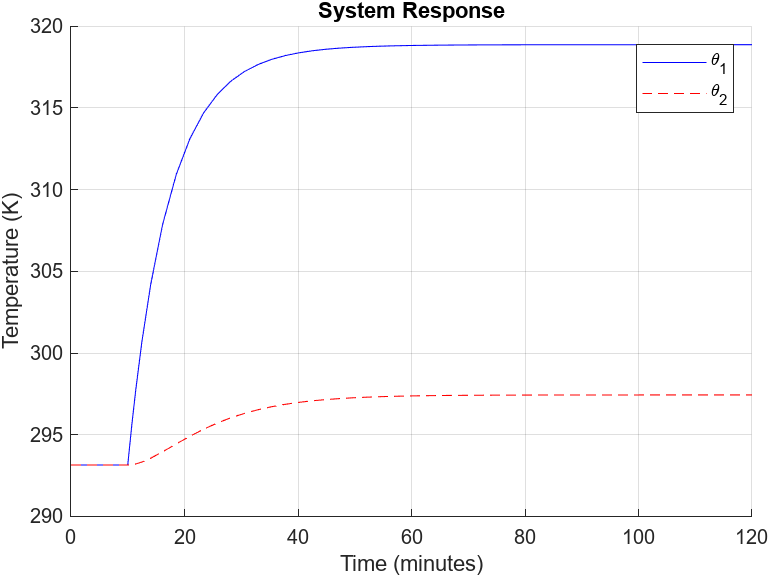 System Response
Temperature (K)
320
315
310
305
300
295
290
θ1
θ2
0 20 40 60 80 100 120
Time (minutes)